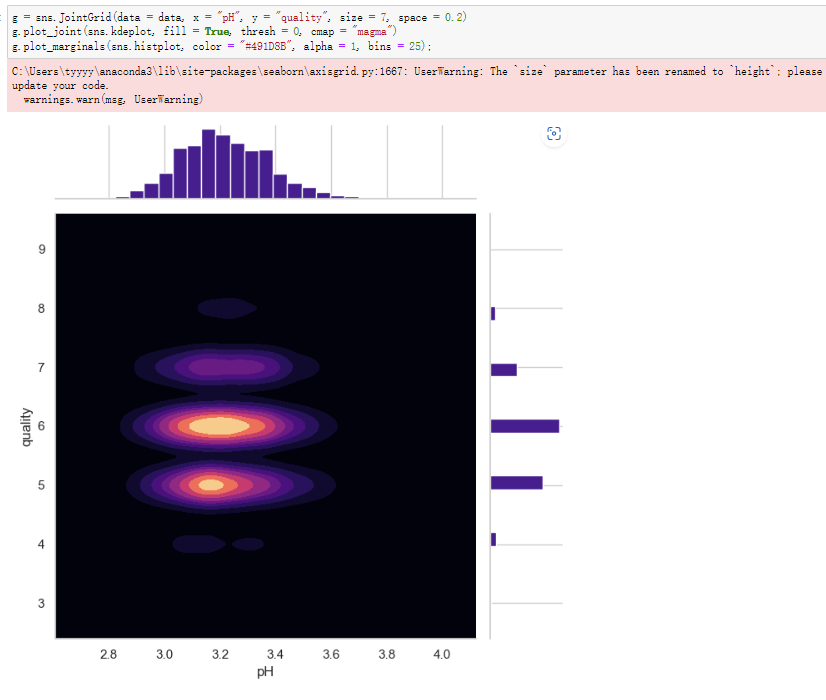 g = sns.JointGrid(data = data, x = "pH", y = "quality", size = 7, space = 0.2)
g.plot_joint(sns.kdeplot, fill = True, thresh = 0, cmap = "magma")
g.plot_marginals(sns.histplot, color = "#491D8B", alpha = 1, bins = 25);
C:\Users\tyyyy\anaconda3\lib\site-packages\seaborn\axisgrid.py:1667: UserWarning: The `size` parameter has been renamed to `height`; please
update your code.
  warnings.warn(msg, UserWarning)
9
8
7
6
5
4
3
quality
2.8 3.0 3.2 3.4 3.6 3.8 4.0
pH